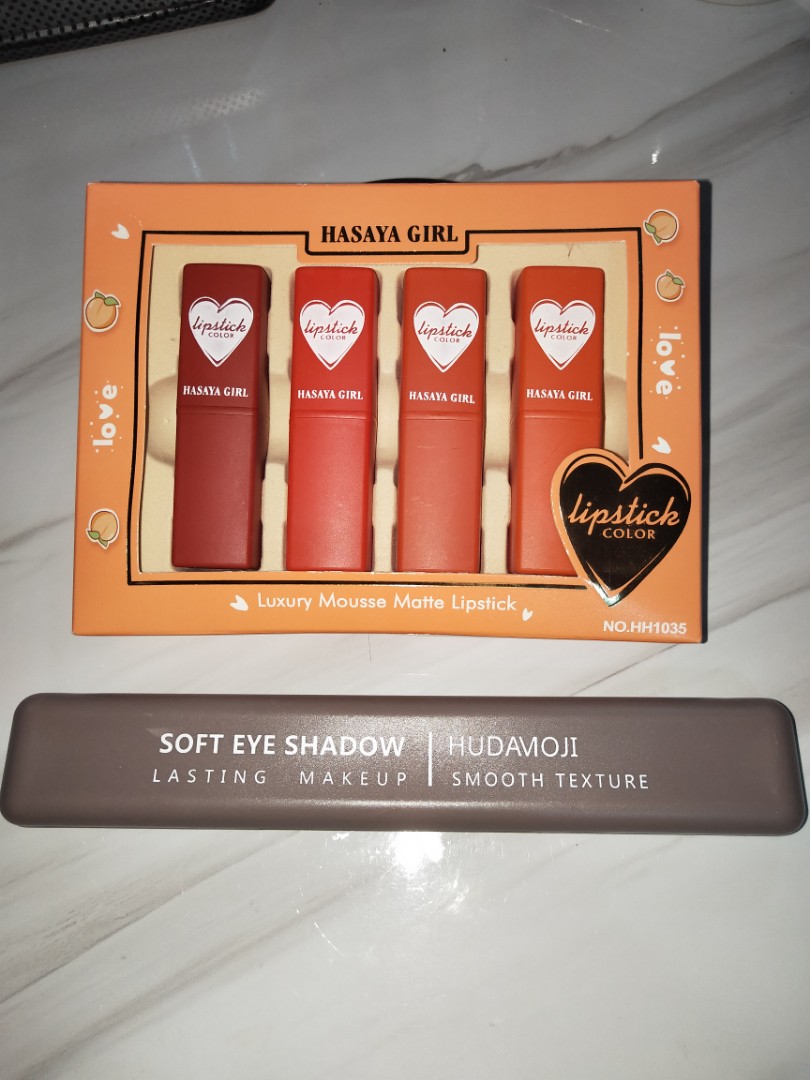 HASAYA GIRL
lipstick
COLOR
HASAYA GIRL
lipstick
COLOR
HASAYA GIRL
lipstick
COLOR
HASAYA GIRL
lipstick
COLOR
HASAYA GIRL
love
love
lipstick
COLOR
Luxury Mousse Matte Lipstick
NO.HH1035
SOFT EYE SHADOW
LASTING MAKEUP
HUDAMOJI
SMOOTH TEXTURE